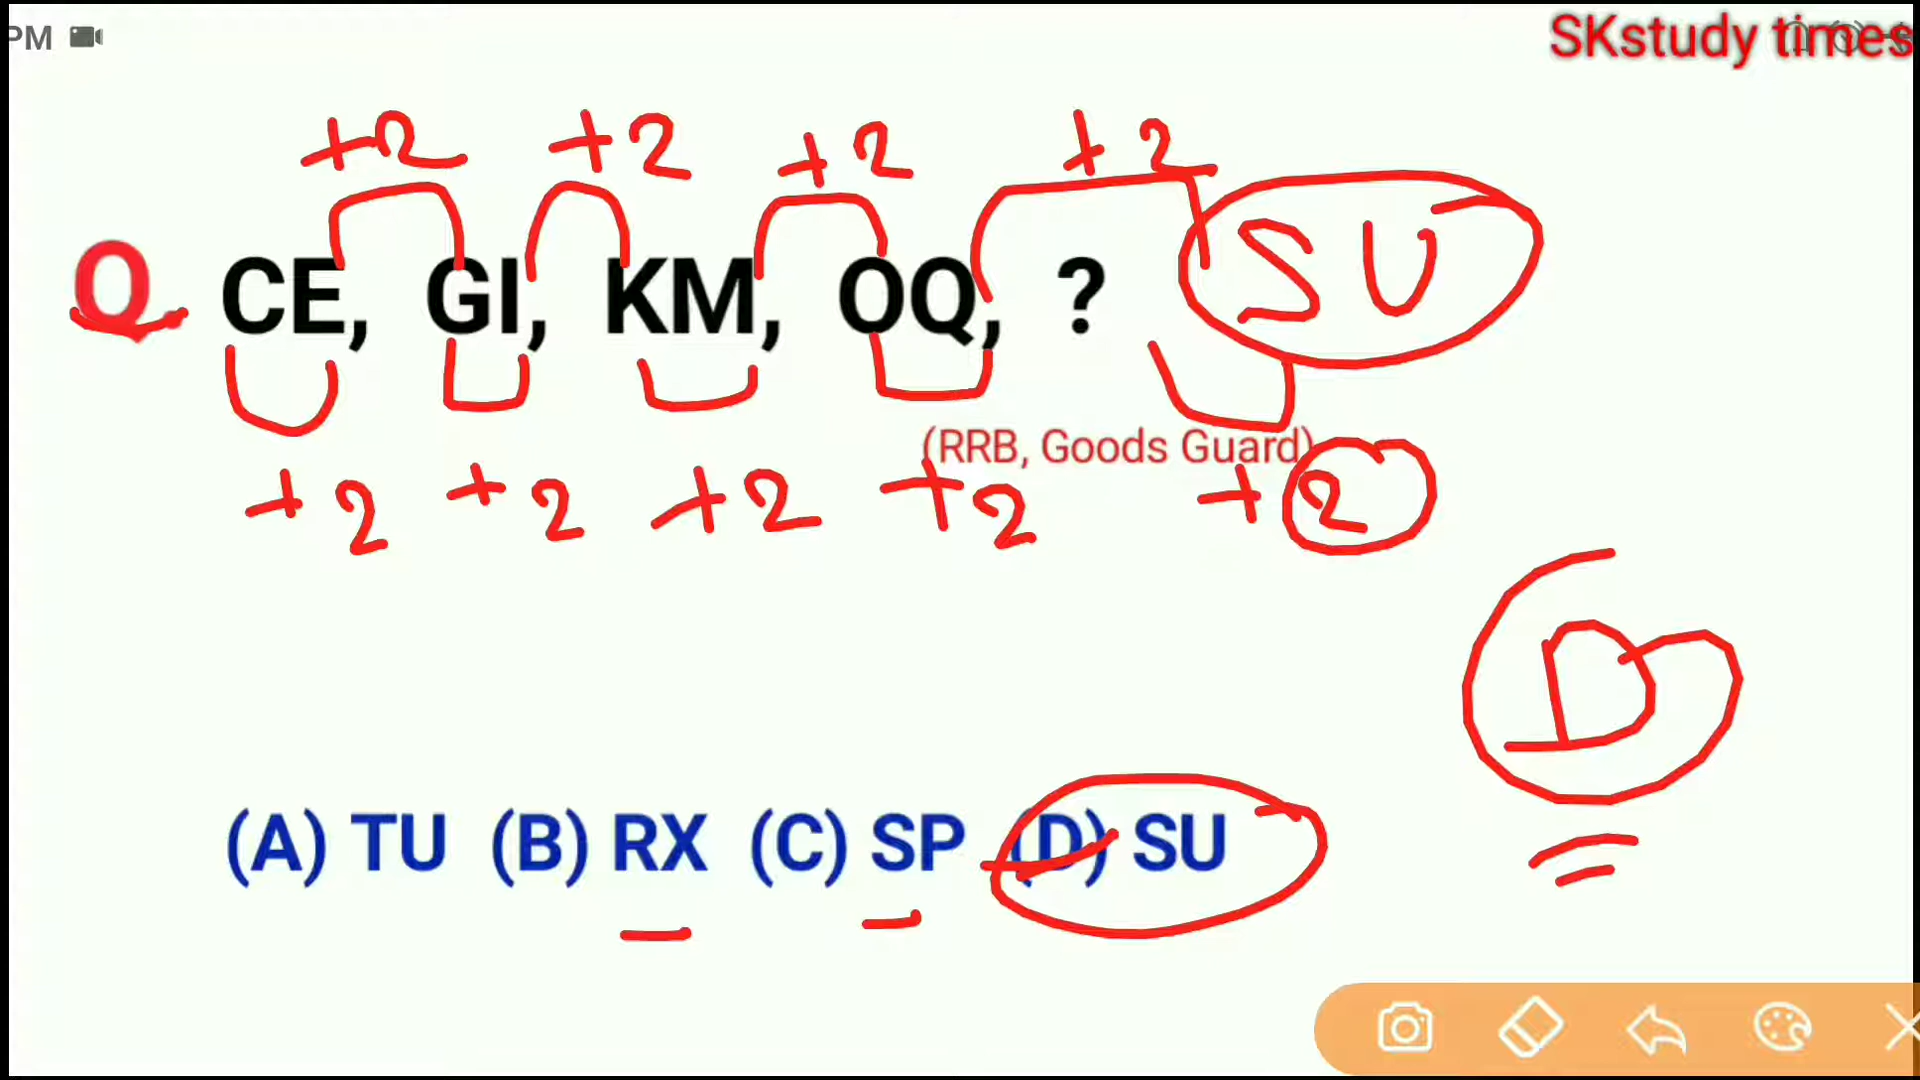 PM
SKstudy times
+2 +2 +2 +2
Q. CE, GI, KM, OQ, ? SU
(RRB, Goods Guard)
+2 +2 +2 +2 +2
D
(A) TU (B) RX (C) SP (D) SU